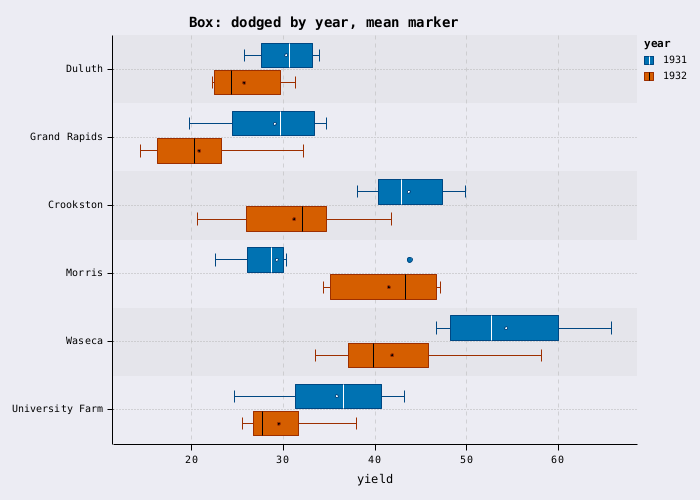 Box: dodged by year, mean marker
year
1931
1932
Duluth
Grand Rapids
Crookston
Morris
Waseca
University Farm
20 30 40 50 60
yield